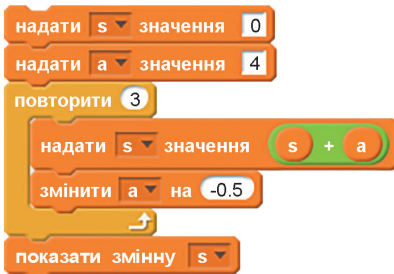 надати s значення 0
надати a значення 4
повторити 3
надати s значення s + a
змінити a на -0.5
показати змінну s